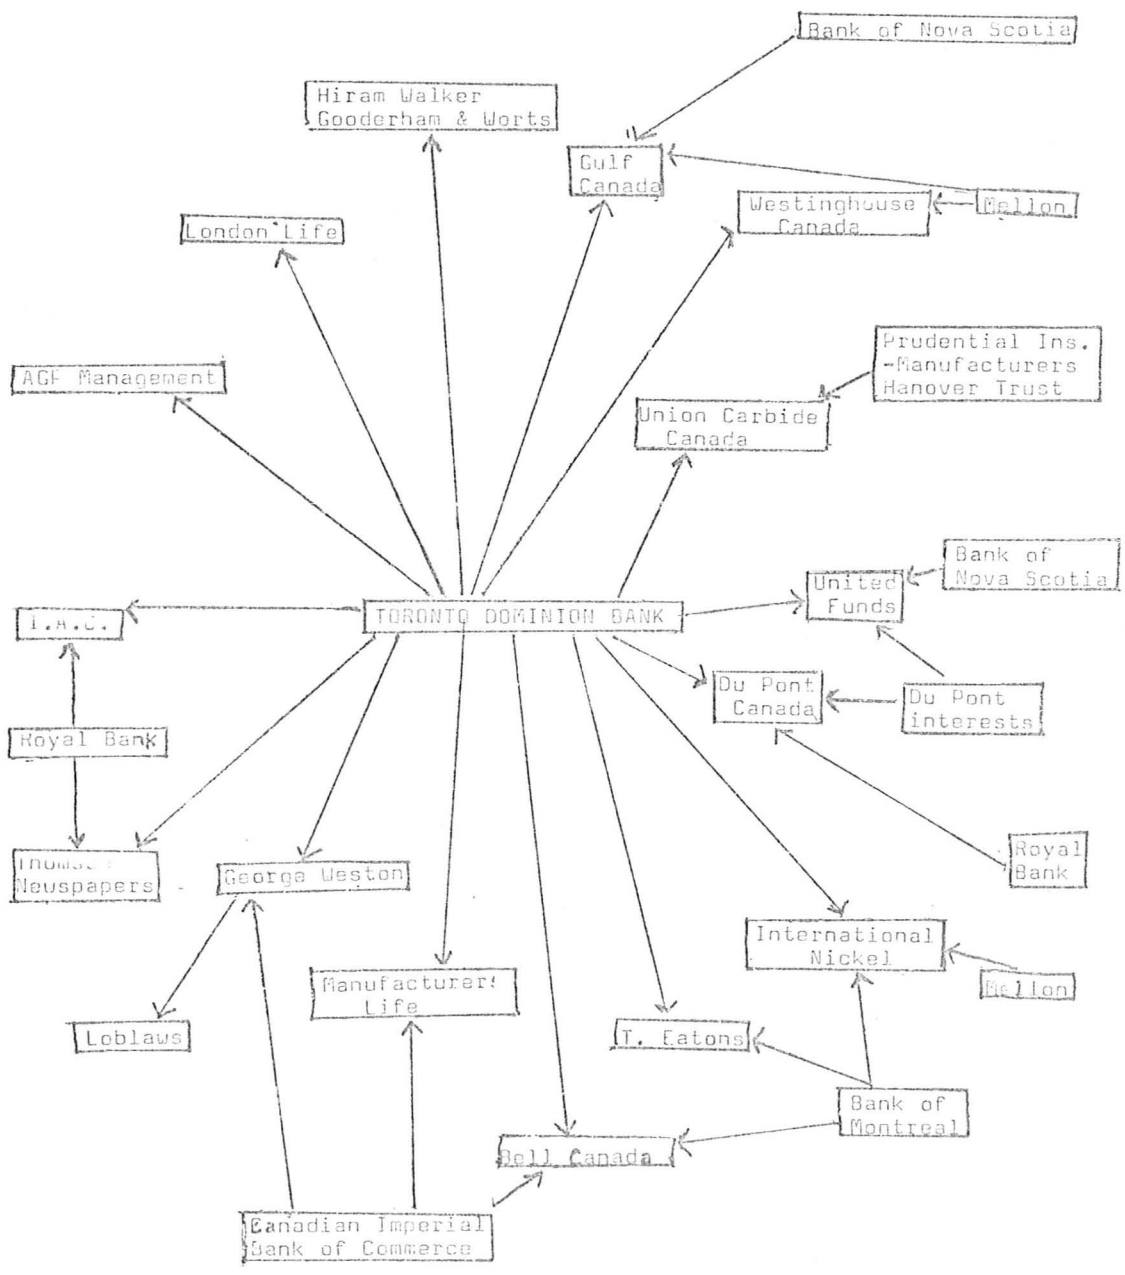 Bank of Nova Scotia
Hiram Walker
Gooderham & Worts
Gulf
Canada
Westinghouse
Canada
Mellon
London Life
Prudential Ins.
-Manufacturers
Hanover Trust
AGF Management
Union Carbide
Canada
Bank of
Nova Scotia
United
Funds
TORONTO DOMINION BANK
I.A.C.
Du Pont
Canada
Du Pont
interests
Royal Bank
Royal
Bank
Thomson
Newspapers
George Weston
International
Nickel
Mellon
Manufacturers
Life
Loblaws
T. Eatons
Bank of
Montreal
Bell Canada
Canadian Imperial
Bank of Commerce